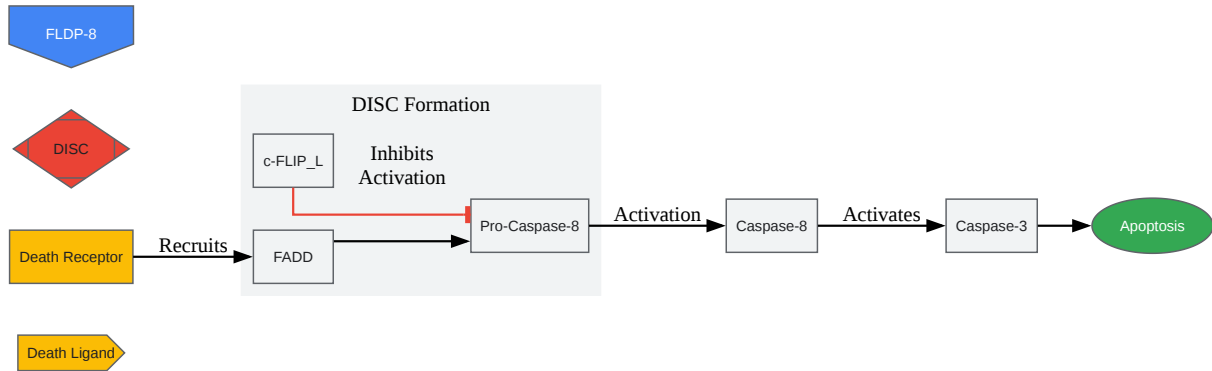 FLDP-8
DISC
Death Receptor
Death Ligand
Recruits
DISC Formation
c-FLIP_L
Inhibits
Activation
FADD
Pro-Caspase-8
Activation
Caspase-8
Activates
Caspase-3
Apoptosis